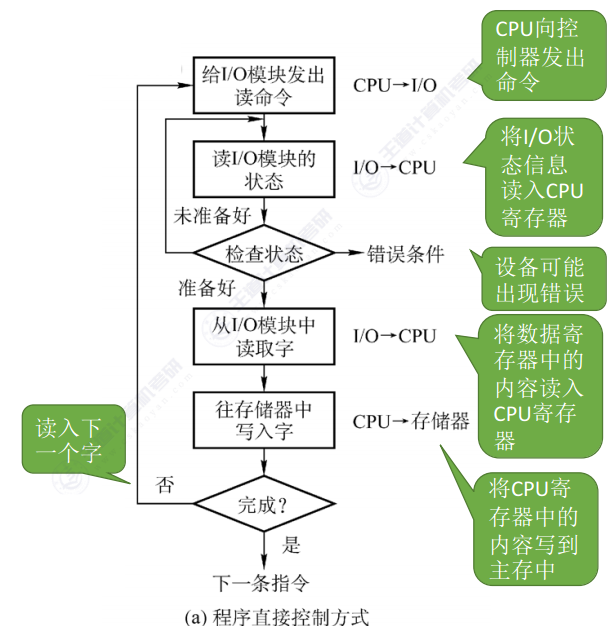 CPU向控
制器发出
命令
给I/O模块发出
读命令
CPU→I/O
读I/O模块的
状态
I/O→CPU
将I/O状
态信息
读入CPU
寄存器
未准备好
检查状态
错误条件
设备可能
出现错误
准备好
从I/O模块中
读取字
I/O→CPU
将数据寄
存器中的
内容读入
CPU寄存
器
往存储器中
写入字
CPU→存储器
读入下
一个字
否
完成?
是
将CPU寄
存器中的
内容写到
主存中
下一条指令
(a) 程序直接控制方式
王道计算机考研